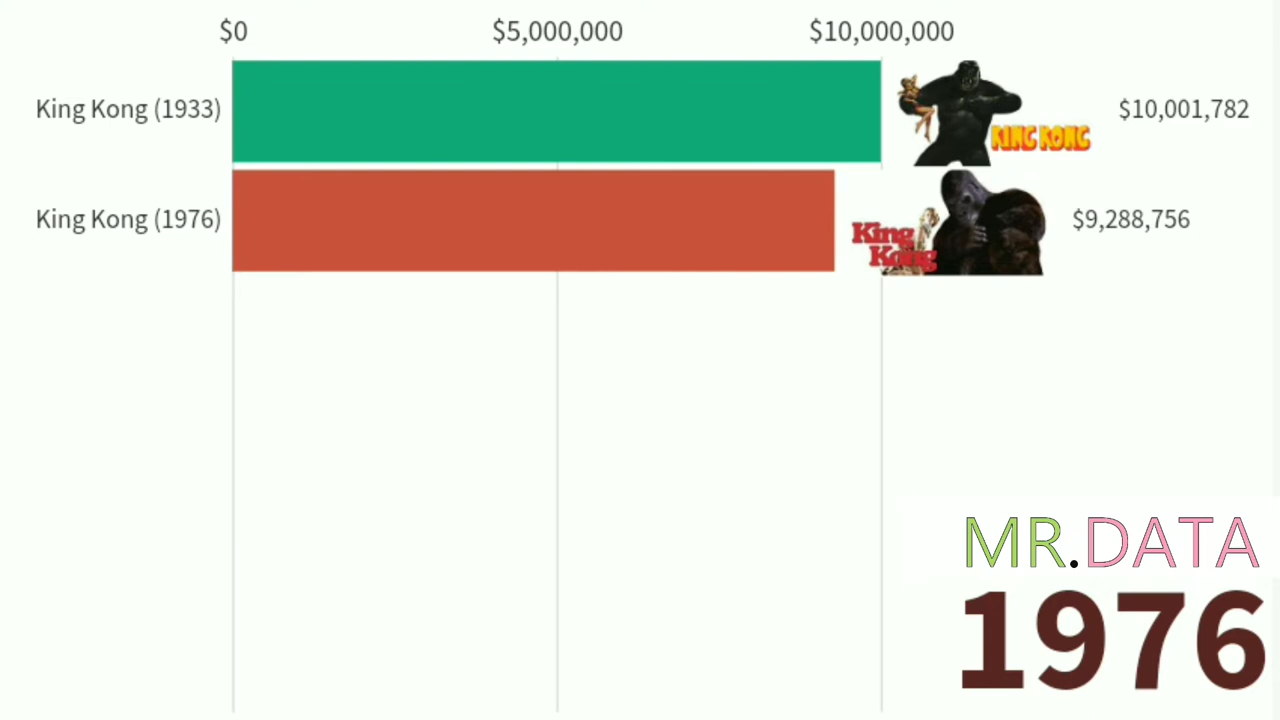 $0 $5,000,000 $10,000,000
King Kong (1933) KING KONG $10,001,782
King Kong (1976) King Kong $9,288,756
MR.DATA
1976